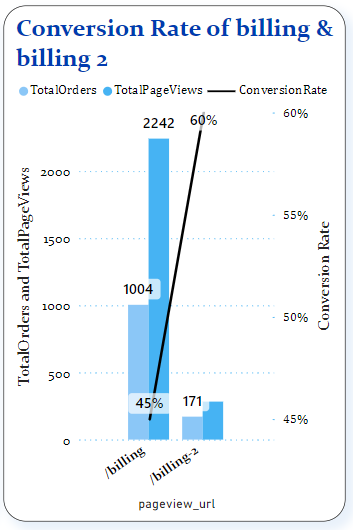 Conversion Rate of billing &
billing 2
TotalOrders TotalPageViews ConversionRate
2242
60%
60%
2000
55%
1500
1004
1000
50%
500
45%
171
45%
0
/billing
/billing-2
pageview_url
TotalOrders and TotalPageViews
Conversion Rate